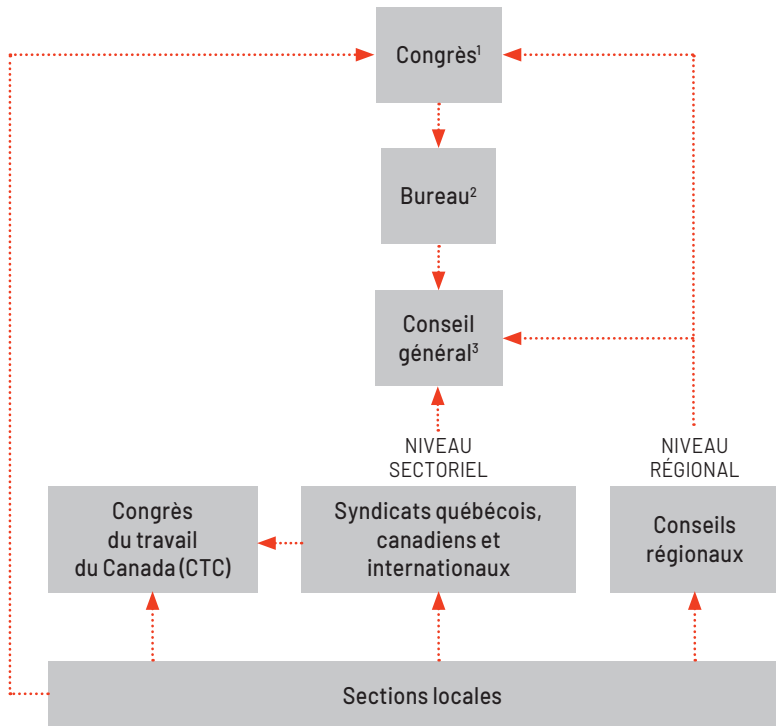 Congrès¹
Bureau²
Conseil
général³
NIVEAU
SECTORIEL
NIVEAU
RÉGIONAL
Congrès
du travail
du Canada (CTC)
Syndicats québécois,
canadiens et
internationaux
Conseils
régionaux
Sections locales